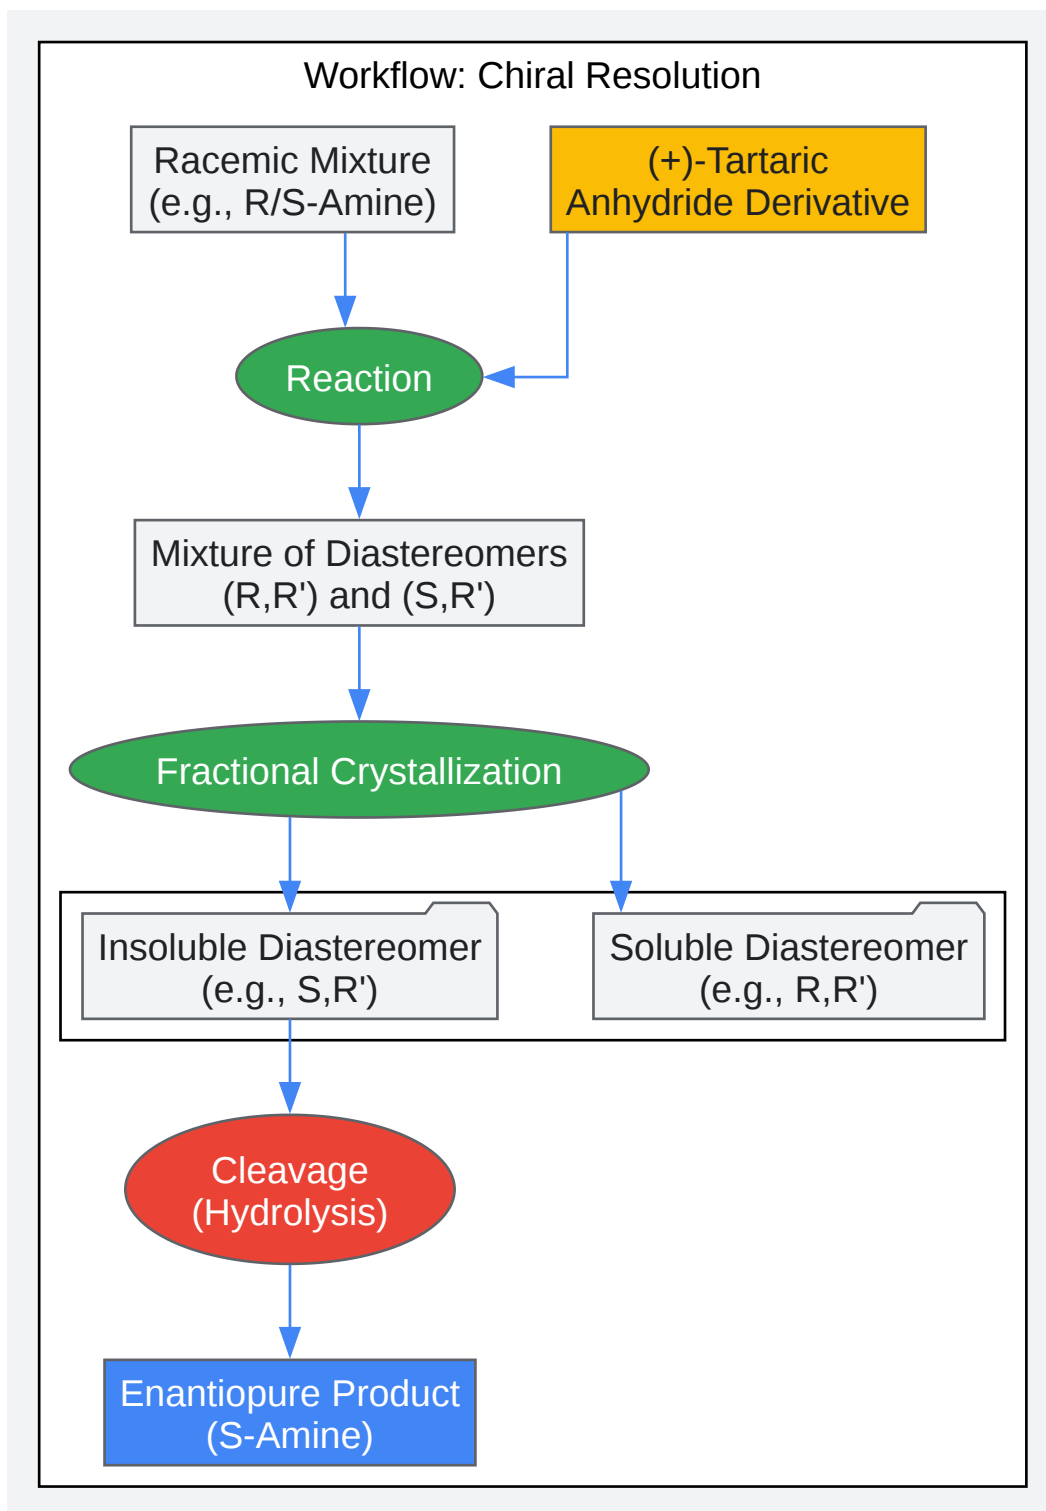 Workflow: Chiral Resolution
Racemic Mixture
(e.g., R/S-Amine)
(+)-Tartaric
Anhydride Derivative
Reaction
Mixture of Diastereomers
(R,R') and (S,R')
Fractional Crystallization
Insoluble Diastereomer
(e.g., S,R')
Soluble Diastereomer
(e.g., R,R')
Cleavage
(Hydrolysis)
Enantiopure Product
(S-Amine)